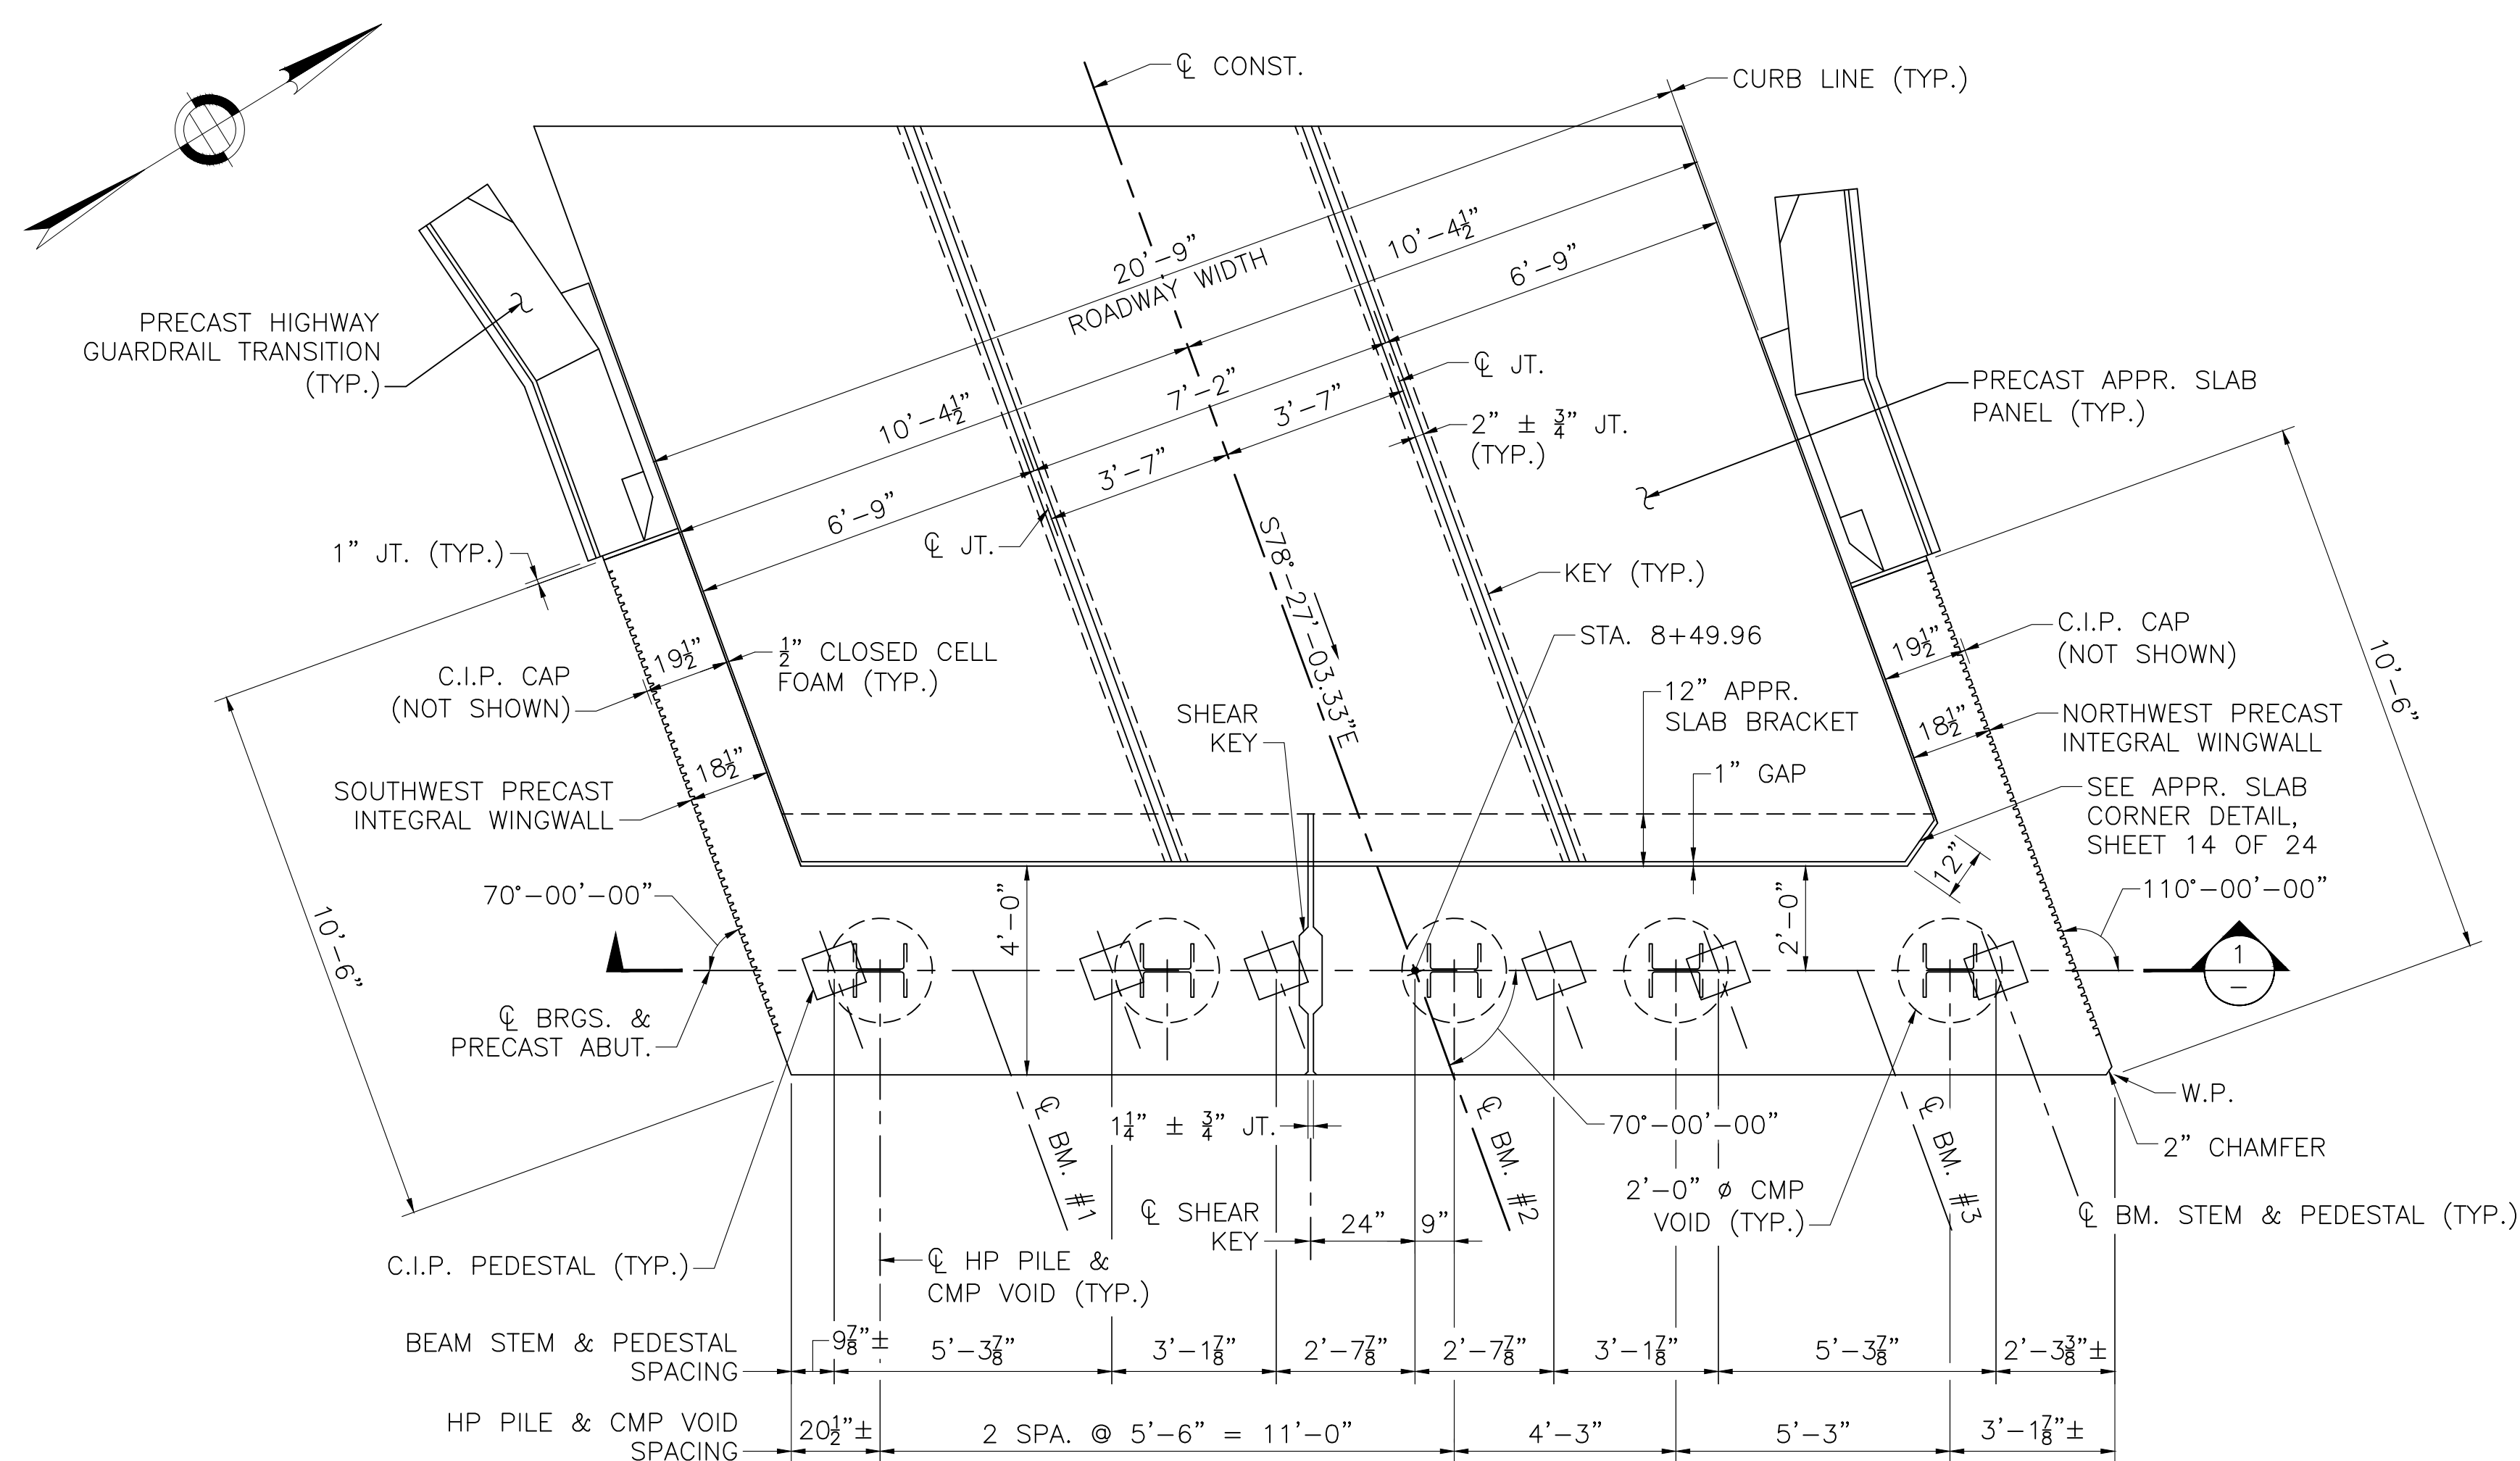 ℄ CONST.
CURB LINE (TYP.)
20'-9"
ROADWAY WIDTH
10'-4½"
6'-9"
PRECAST HIGHWAY
GUARDRAIL TRANSITION
(TYP.)
℄ JT.
7'-2"
3'-7"
10'-4½"
2" ± ¾" JT.
(TYP.)
PRECAST APPR. SLAB
PANEL (TYP.)
3'-7"
6'-9"
℄ JT.
1" JT. (TYP.)
S78°-27'-03.33"E
KEY (TYP.)
STA. 8+49.96
19½"
½" CLOSED CELL
FOAM (TYP.)
C.I.P. CAP
(NOT SHOWN)
19½"
C.I.P. CAP
(NOT SHOWN)
10'-6"
SHEAR
KEY
12" APPR.
SLAB BRACKET
18½"
NORTHWEST PRECAST
INTEGRAL WINGWALL
18½"
SOUTHWEST PRECAST
INTEGRAL WINGWALL
1" GAP
SEE APPR. SLAB
CORNER DETAIL,
SHEET 14 OF 24
12"
70°-00'-00"
4'-0"
2'-0"
110°-00'-00"
10'-6"
1
–
℄ BRGS. &
PRECAST ABUT.
W.P.
1¼" ± ¾" JT.
70°-00'-00"
℄ BM. #1
℄ BM. #2
℄ BM. #3
2" CHAMFER
2'-0" ø CMP
VOID (TYP.)
℄ BM. STEM & PEDESTAL (TYP.)
℄ SHEAR
KEY
24"
9"
C.I.P. PEDESTAL (TYP.)
℄ HP PILE &
CMP VOID (TYP.)
BEAM STEM & PEDESTAL
SPACING
9⅞"±
5'-3⅞"
3'-1⅞"
2'-7⅞"
2'-7⅞"
3'-1⅞"
5'-3⅞"
2'-3⅜"±
HP PILE & CMP VOID
SPACING
20½"±
2 SPA. @ 5'-6" = 11'-0"
4'-3"
5'-3"
3'-1⅞"±